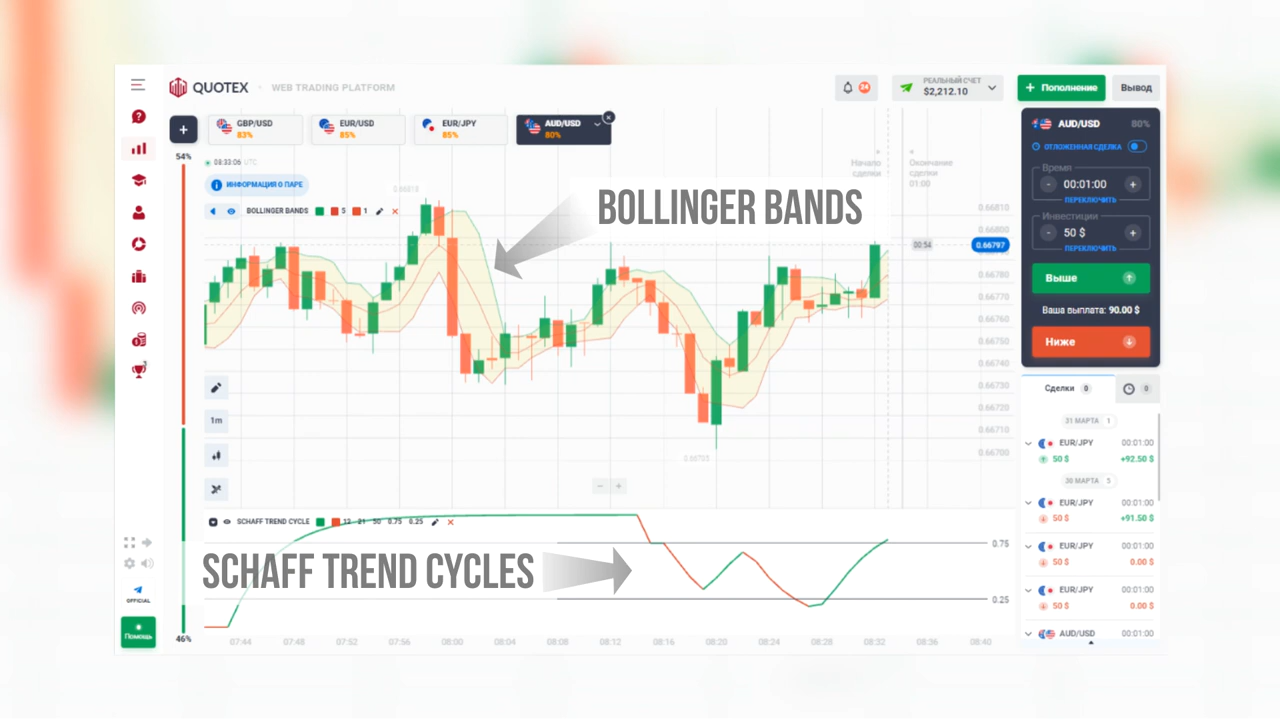 QUOTEX
WEB TRADING PLATFORM
24
РЕАЛЬНЫЙ СЧЕТ
$2,212.10
+ Пополнение
Вывод
+
GBP/USD
83%
EUR/USD
85%
EUR/JPY
85%
AUD/USD
80%
54%
08:33:06 UTC
ИНФОРМАЦИЯ О ПАРЕ
0.66818
BOLLINGER BANDS 5 1
BOLLINGER BANDS
Начало
сделки
Окончание
сделки
01:00
0.66810
0.66800
00:54
0.66797
0.66780
0.66770
0.66760
0.66750
0.66740
0.66730
0.66720
0.66710
0.66700
0.66705
1m
SCHAFF TREND CYCLE 12 21 50 0.75 0.25
SCHAFF TREND CYCLES
0.75
0.25
46%
07:44 07:48 07:52 07:56 08:00 08:04 08:08 08:12 08:16 08:20 08:24 08:28 08:32 08:36 08:40
OFFICIAL
Помощь
AUD/USD 80%
ОТЛОЖЕННАЯ СДЕЛКА
Время
- 00:01:00 +
ПЕРЕКЛЮЧИТЬ
Инвестиции
- 50 $ +
ПЕРЕКЛЮЧИТЬ
Выше
Ваша выплата: 90.00 $
Ниже
Сделки 0
0
31 МАРТА 1
EUR/JPY 00:01:00
50 $ +92.50 $
30 МАРТА 5
EUR/JPY 00:01:00
50 $ +91.50 $
EUR/JPY 00:01:00
50 $ 0.00 $
EUR/JPY 00:01:00
50 $ 0.00 $
AUD/USD 00:01:00